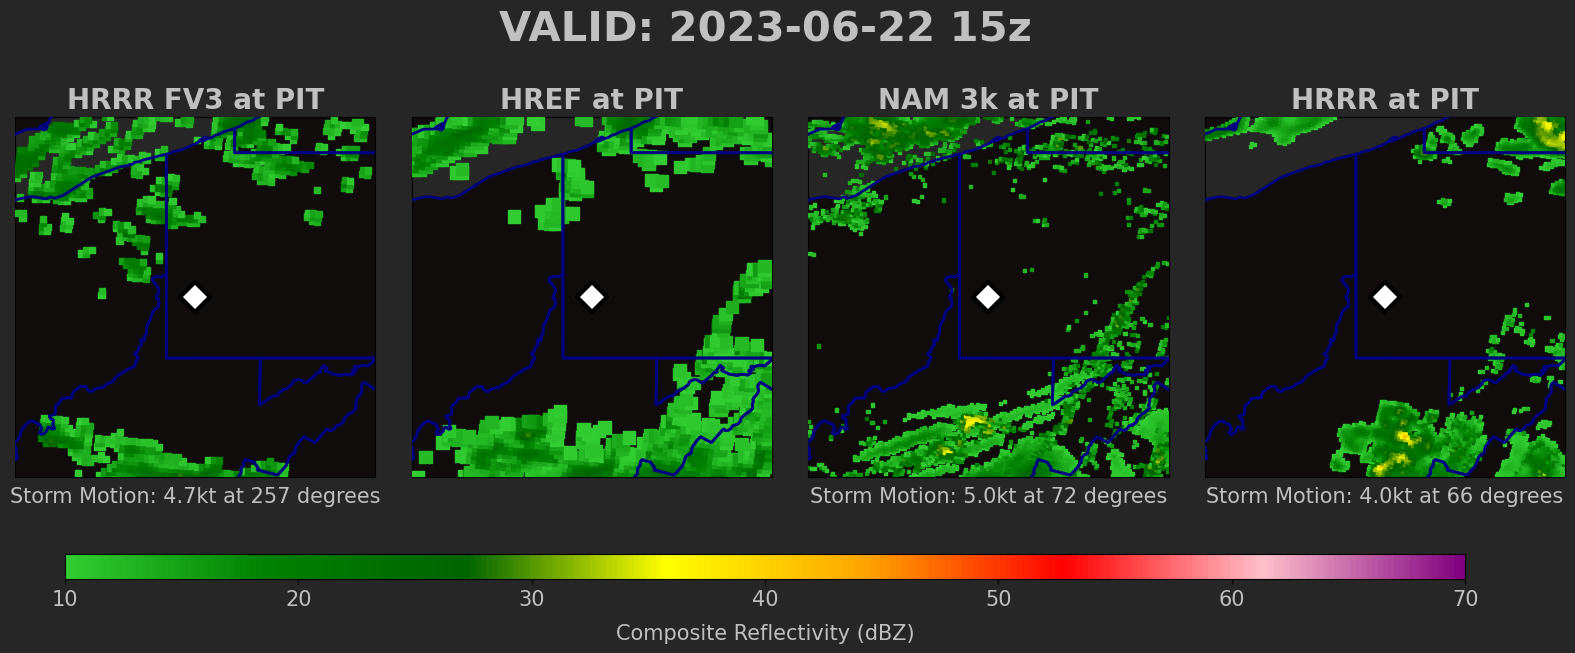 VALID: 2023-06-22 15z
HRRR FV3 at PIT
HREF at PIT
NAM 3k at PIT
HRRR at PIT
Storm Motion: 4.7kt at 257 degrees
Storm Motion: 5.0kt at 72 degrees
Storm Motion: 4.0kt at 66 degrees
10 20 30 40 50 60 70
Composite Reflectivity (dBZ)